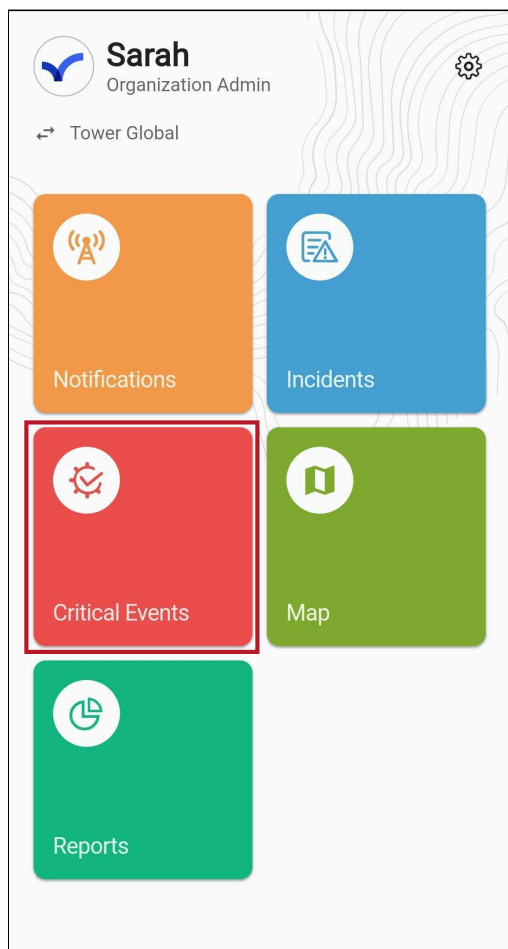 Sarah
Organization Admin
Tower Global
Notifications
Incidents
Critical Events
Map
Reports